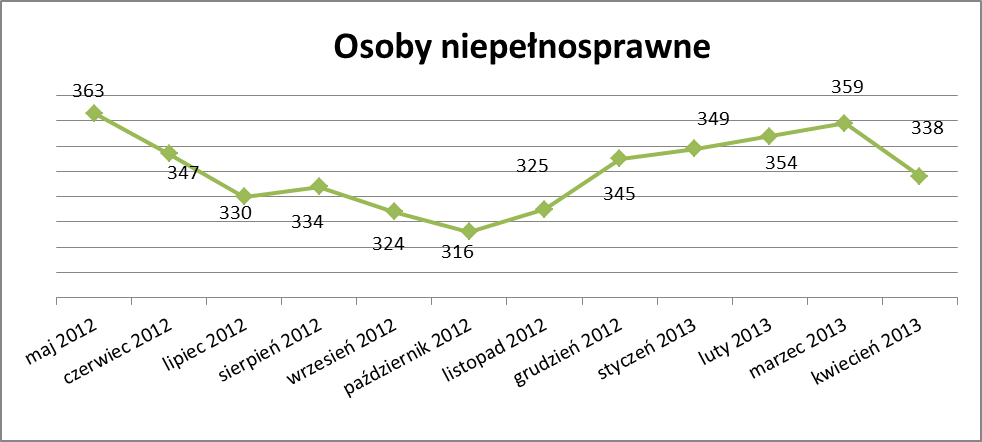 Osoby niepełnosprawne
363
347
330
334
324
316
325
345
349
354
359
338
maj 2012
czerwiec 2012
lipiec 2012
sierpień 2012
wrzesień 2012
październik 2012
listopad 2012
grudzień 2012
styczeń 2013
luty 2013
marzec 2013
kwiecień 2013